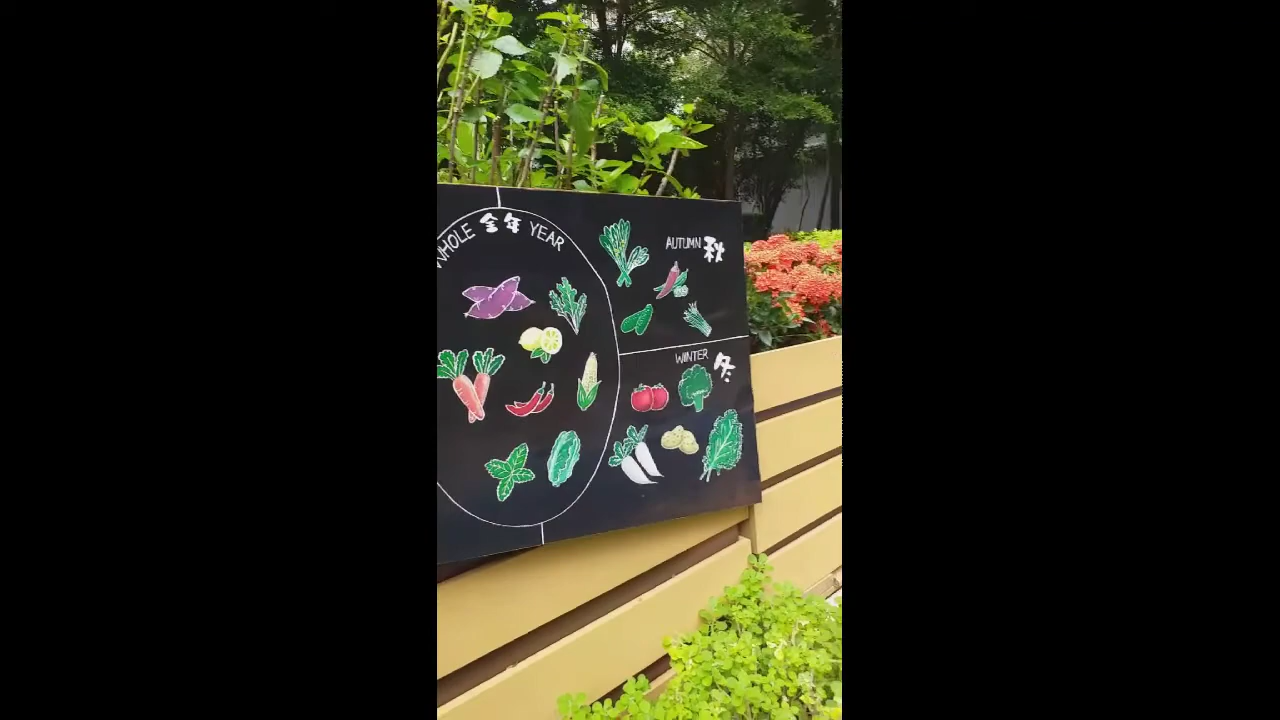 WHOLE 全年 YEAR
AUTUMN 秋
WINTER 冬